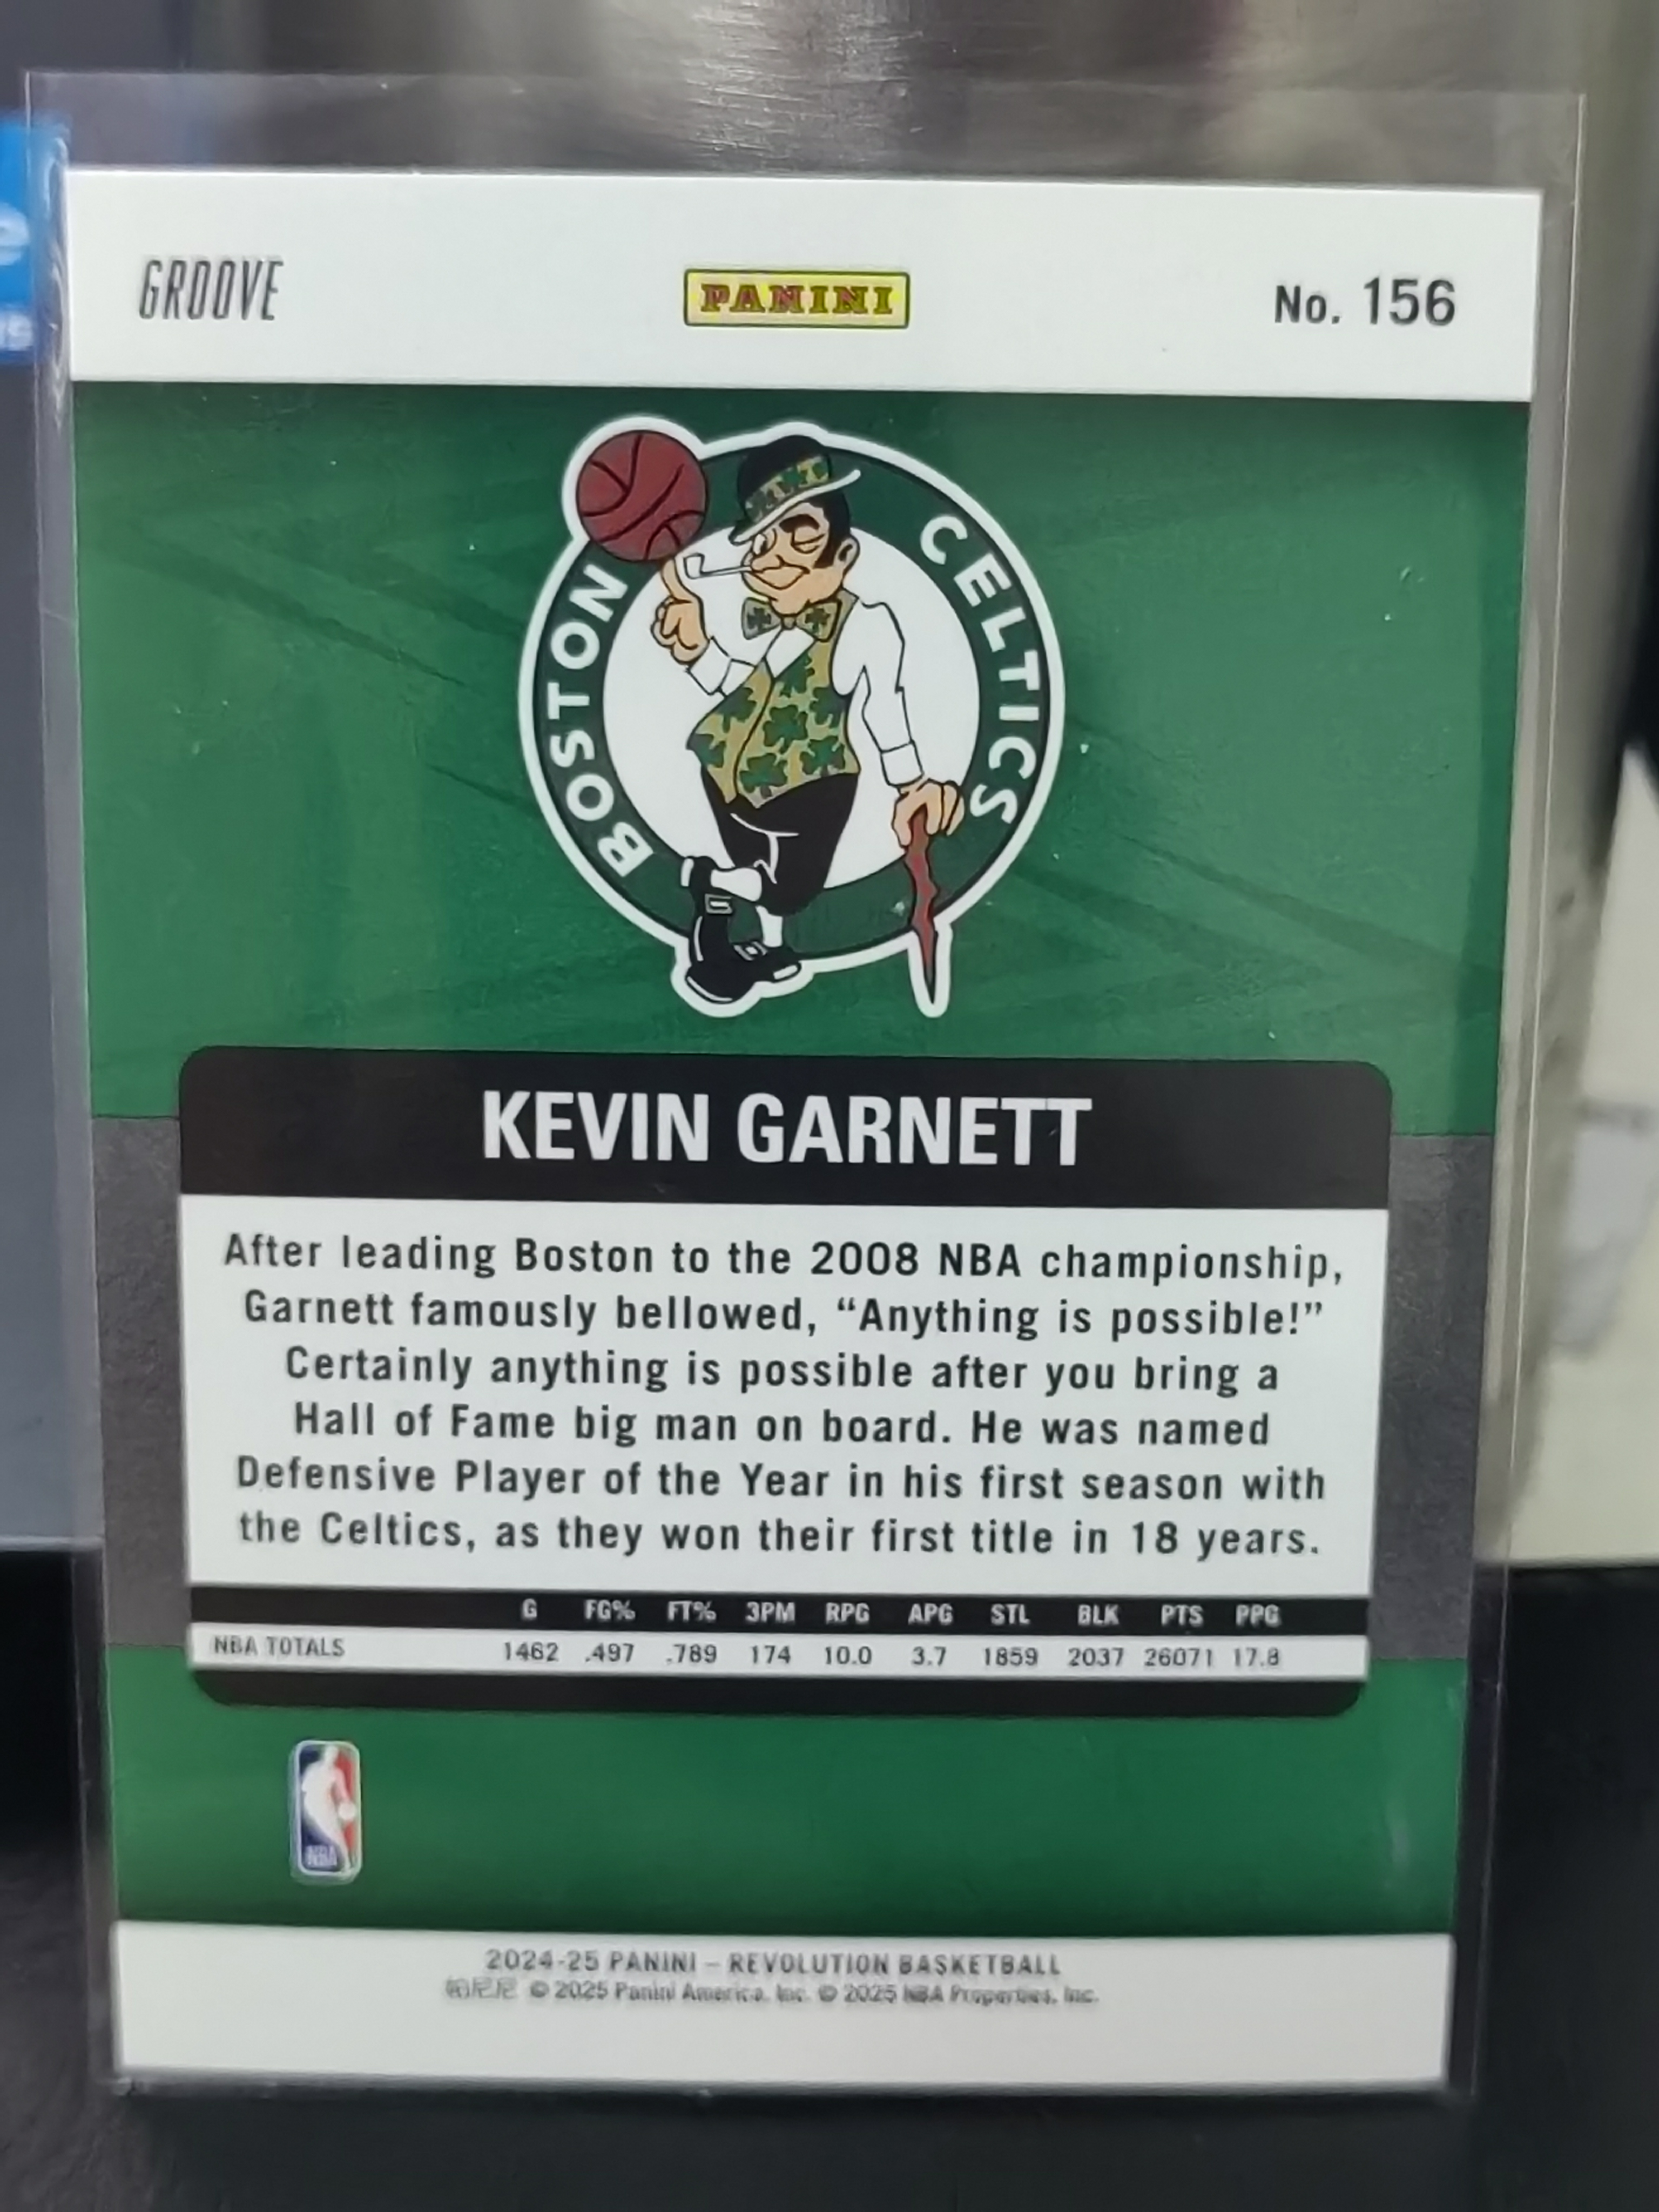 GROOVE
PANINI
No. 156
BOSTON
CELTICS
KEVIN GARNETT
After leading Boston to the 2008 NBA championship,
Garnett famously bellowed, “Anything is possible!”
Certainly anything is possible after you bring a
Hall of Fame big man on board. He was named
Defensive Player of the Year in his first season with
the Celtics, as they won their first title in 18 years.
G FG% FT% 3PM RPG APG STL BLK PTS PPG
NBA TOTALS 1462 .497 .789 174 10.0 3.7 1859 2037 26071 17.8
NBA
2024-25 PANINI – REVOLUTION BASKETBALL
帕尼尼 © 2025 Panini America, Inc. © 2025 NBA Properties, Inc.